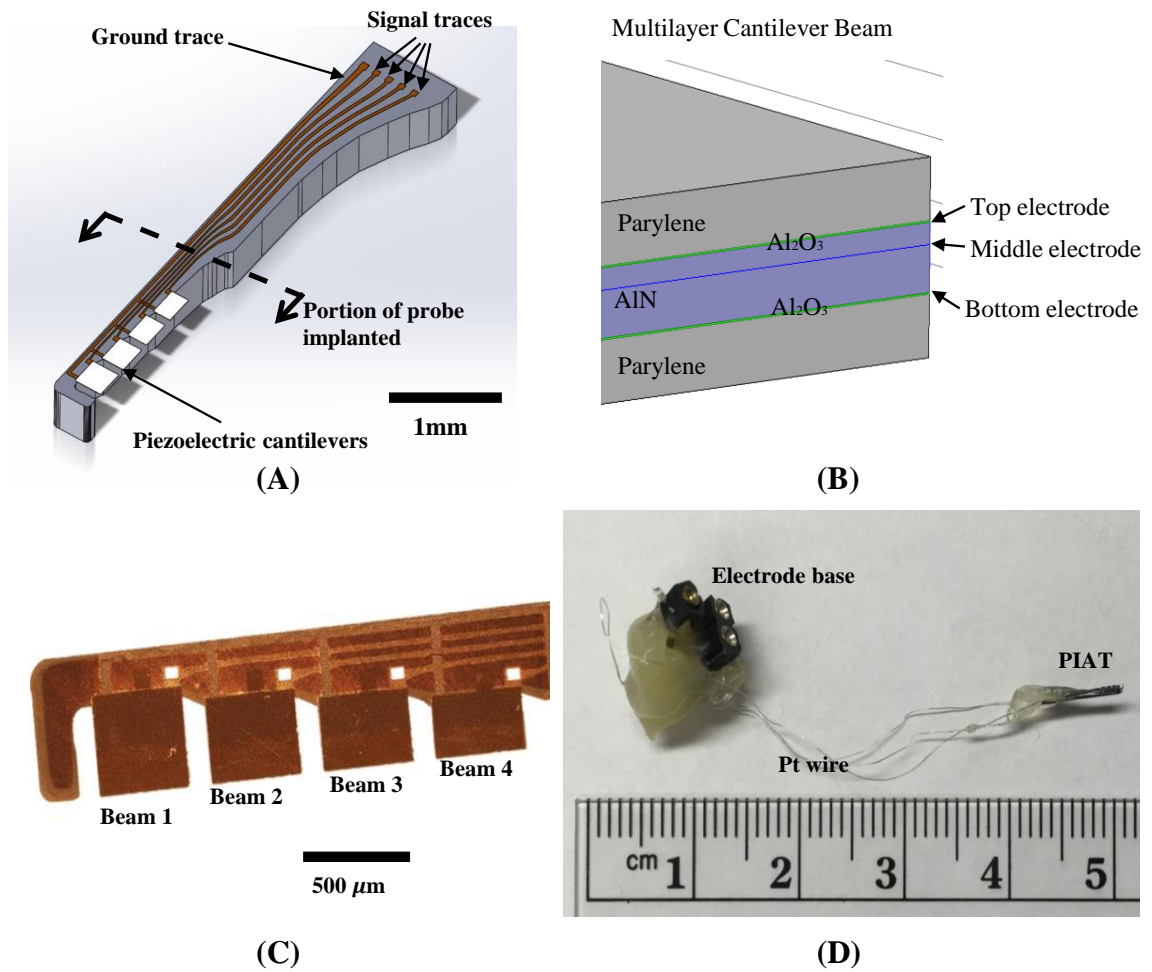 Ground trace
Signal traces
Portion of probe
implanted
1mm
Piezoelectric cantilevers
(A)
Multilayer Cantilever Beam
Parylene
Al₂O₃
AlN
Al₂O₃
Parylene
Top electrode
Middle electrode
Bottom electrode
(B)
Beam 1
Beam 2
Beam 3
Beam 4
500 µm
(C)
Electrode base
PIAT
Pt wire
cm 1 2 3 4 5
(D)